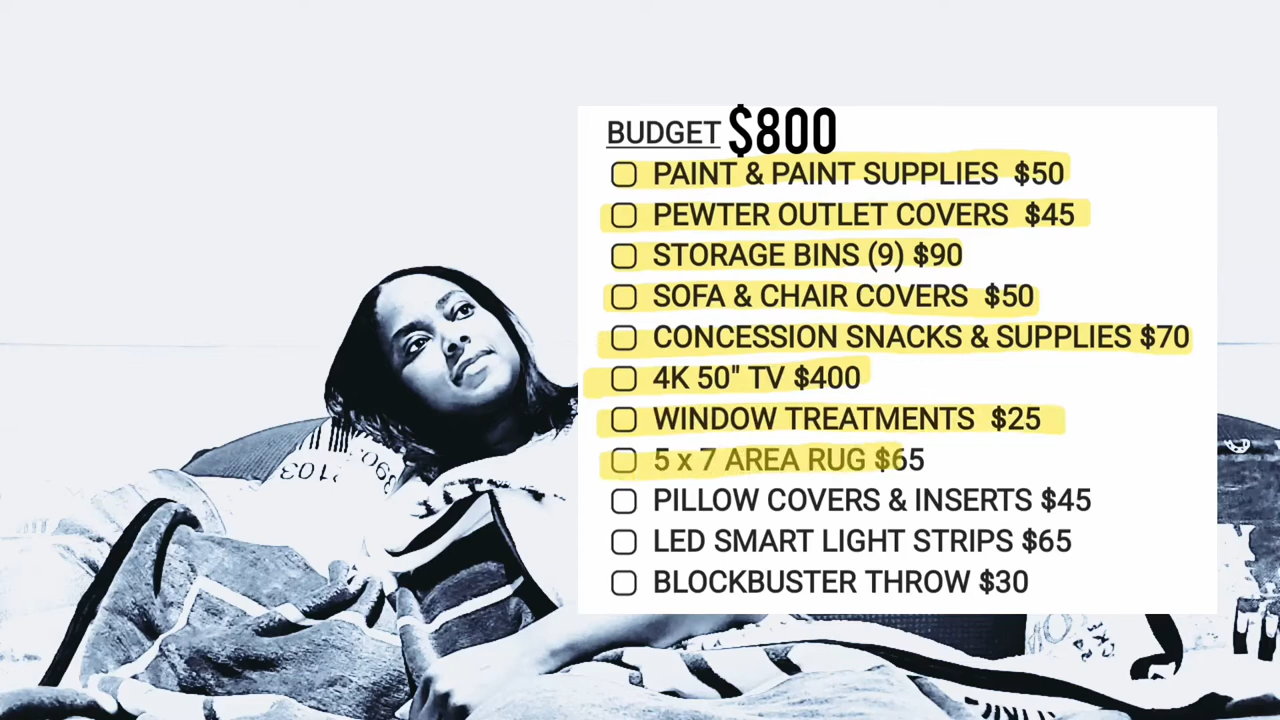 BUDGET $800
PAINT & PAINT SUPPLIES $50
PEWTER OUTLET COVERS $45
STORAGE BINS (9) $90
SOFA & CHAIR COVERS $50
CONCESSION SNACKS & SUPPLIES $70
4K 50" TV $400
WINDOW TREATMENTS $25
5 x 7 AREA RUG $65
PILLOW COVERS & INSERTS $45
LED SMART LIGHT STRIPS $65
BLOCKBUSTER THROW $30